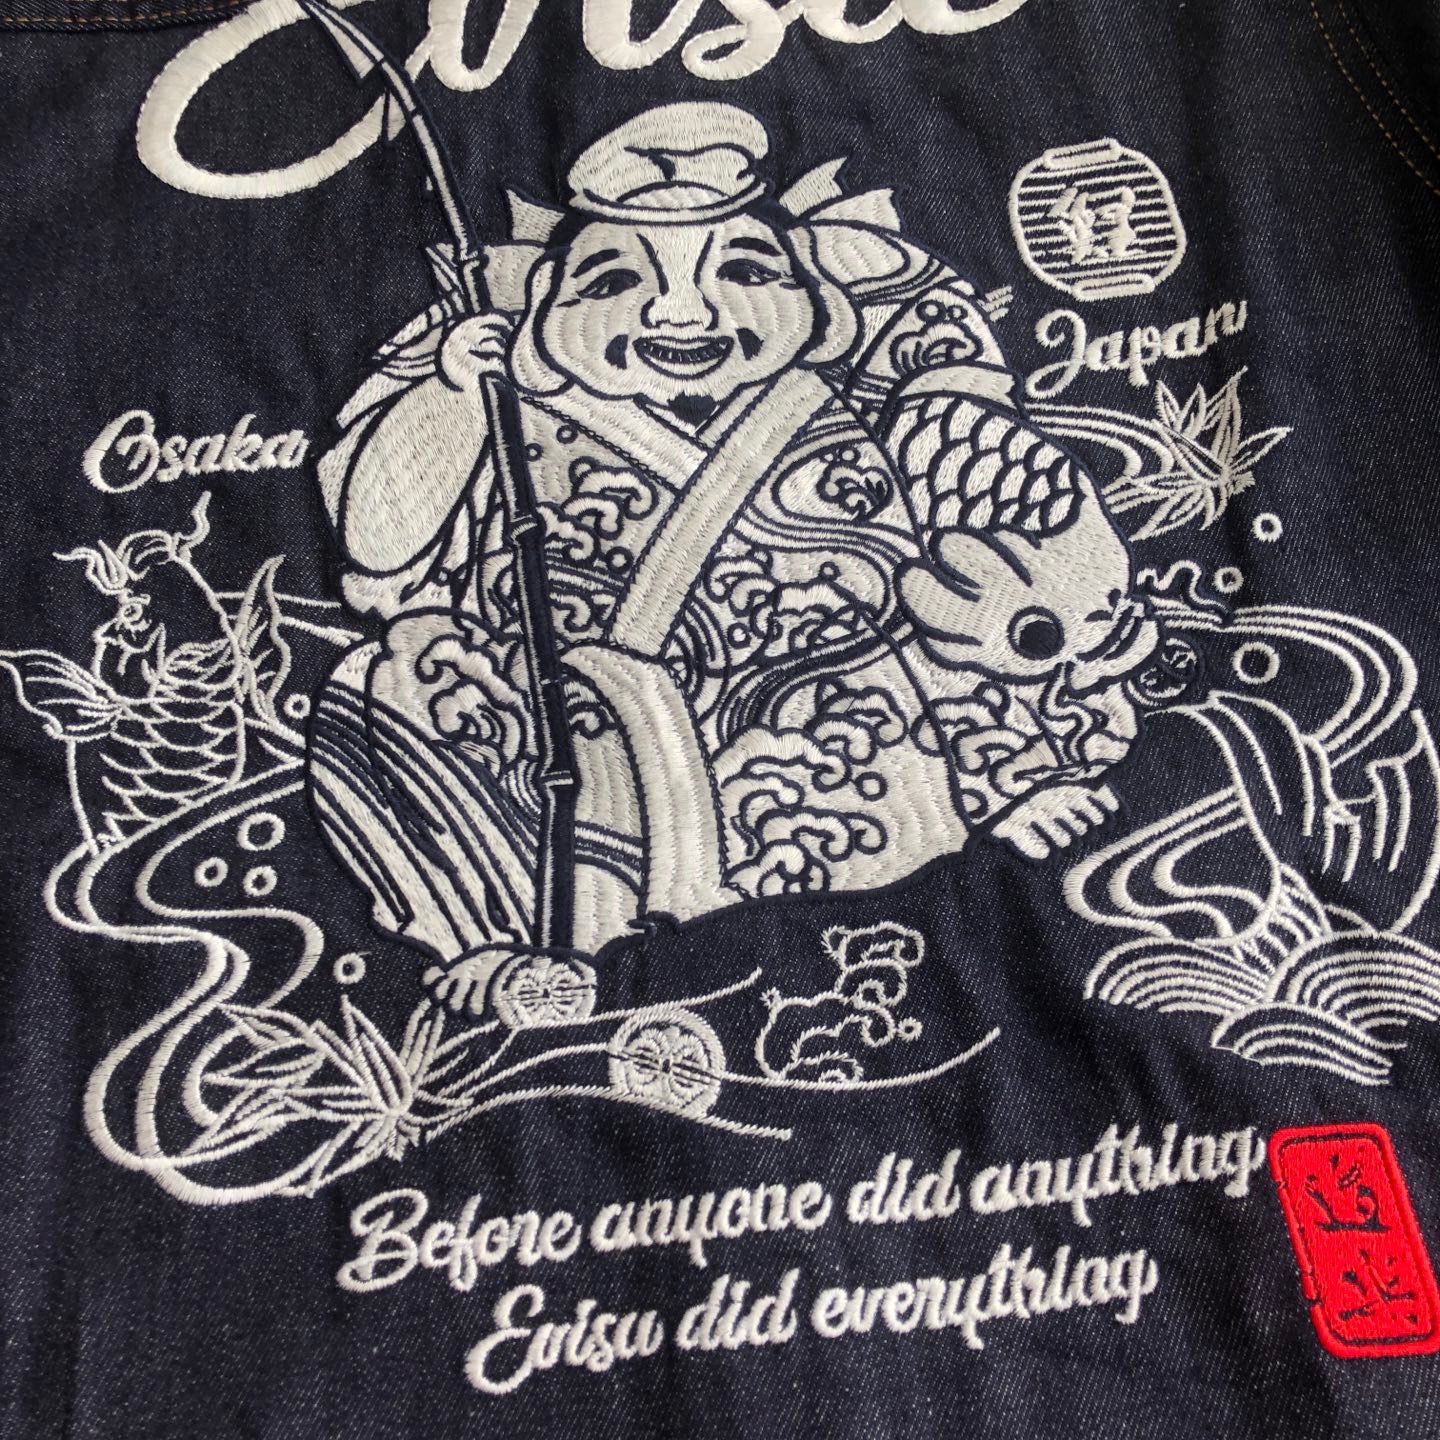 Osaka
Japan
Before anyone did anything
Evisu did everything